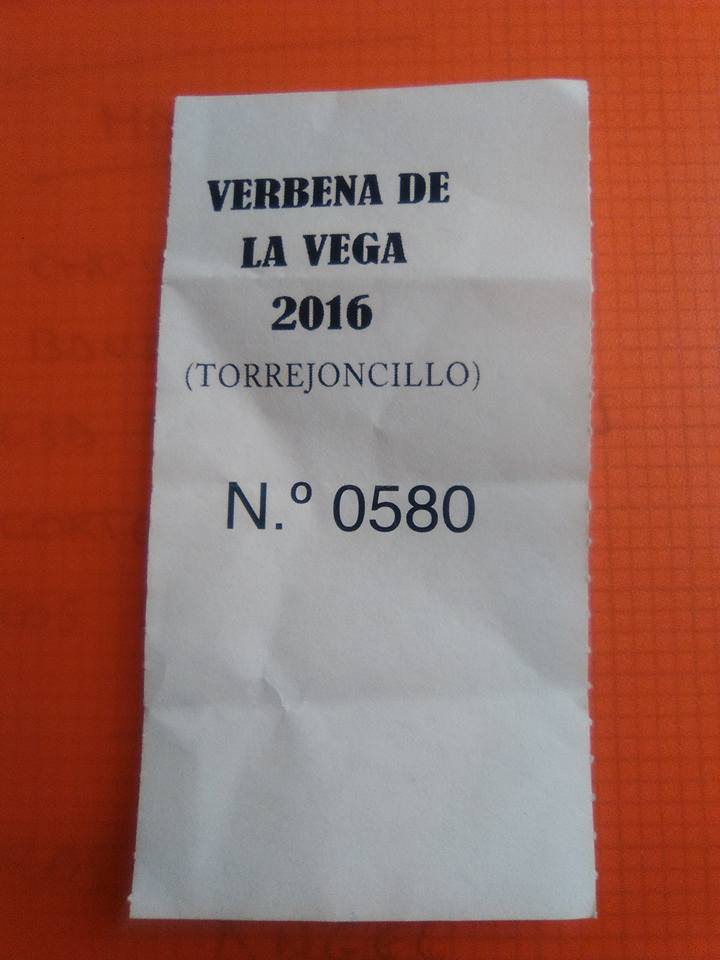 VERBENA DE
LA VEGA
2016
(TORREJONCILLO)
N.º 0580